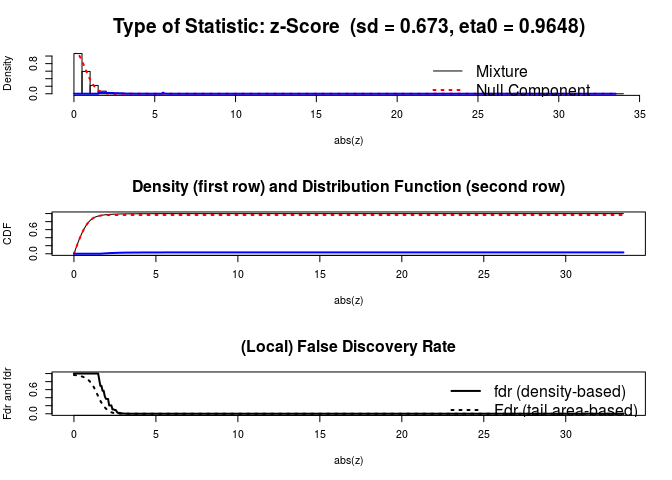 Type of Statistic: z-Score (sd = 0.673, eta0 = 0.9648)
Density
0.0 0.8
Mixture
Null Component
0 5 10 15 20 25 30 35
abs(z)
Density (first row) and Distribution Function (second row)
CDF
0.0 0.6
0 5 10 15 20 25 30
abs(z)
(Local) False Discovery Rate
Fdr and fdr
0.0 0.6
fdr (density-based)
Fdr (tail area-based)
0 5 10 15 20 25 30
abs(z)